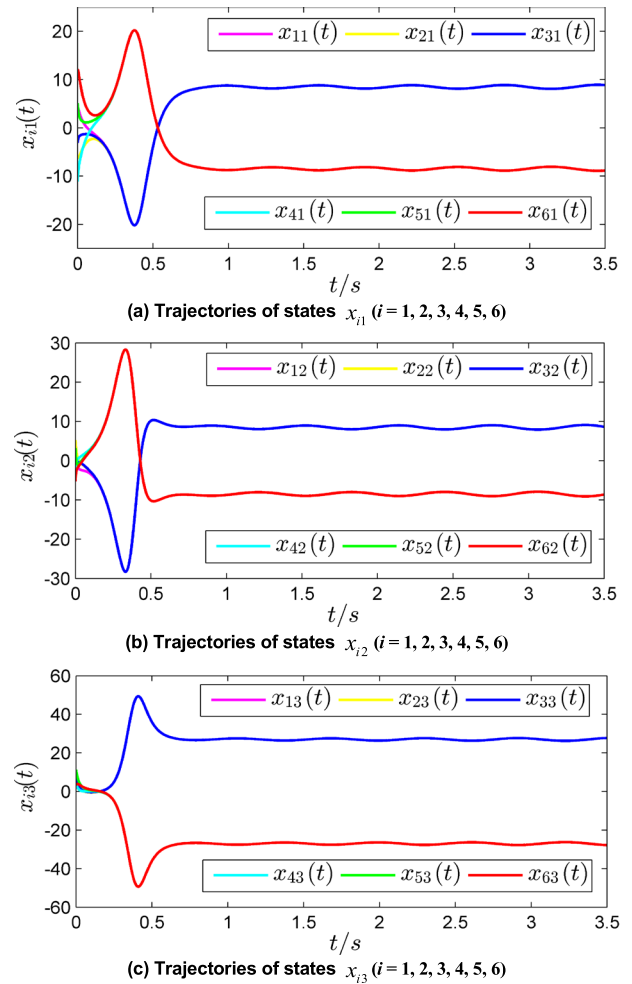 20
10
0
-10
-20
x_{i1}(t)
x_{11}(t) x_{21}(t) x_{31}(t)
x_{41}(t) x_{51}(t) x_{61}(t)
0 0.5 1 1.5 2 2.5 3 3.5
t/s
(a) Trajectories of states x_{i1} (i = 1, 2, 3, 4, 5, 6)
30
20
10
0
-10
-20
-30
x_{i2}(t)
x_{12}(t) x_{22}(t) x_{32}(t)
x_{42}(t) x_{52}(t) x_{62}(t)
0 0.5 1 1.5 2 2.5 3 3.5
t/s
(b) Trajectories of states x_{i2} (i = 1, 2, 3, 4, 5, 6)
60
40
20
0
-20
-40
-60
x_{i3}(t)
x_{13}(t) x_{23}(t) x_{33}(t)
x_{43}(t) x_{53}(t) x_{63}(t)
0 0.5 1 1.5 2 2.5 3 3.5
t/s
(c) Trajectories of states x_{i3} (i = 1, 2, 3, 4, 5, 6)